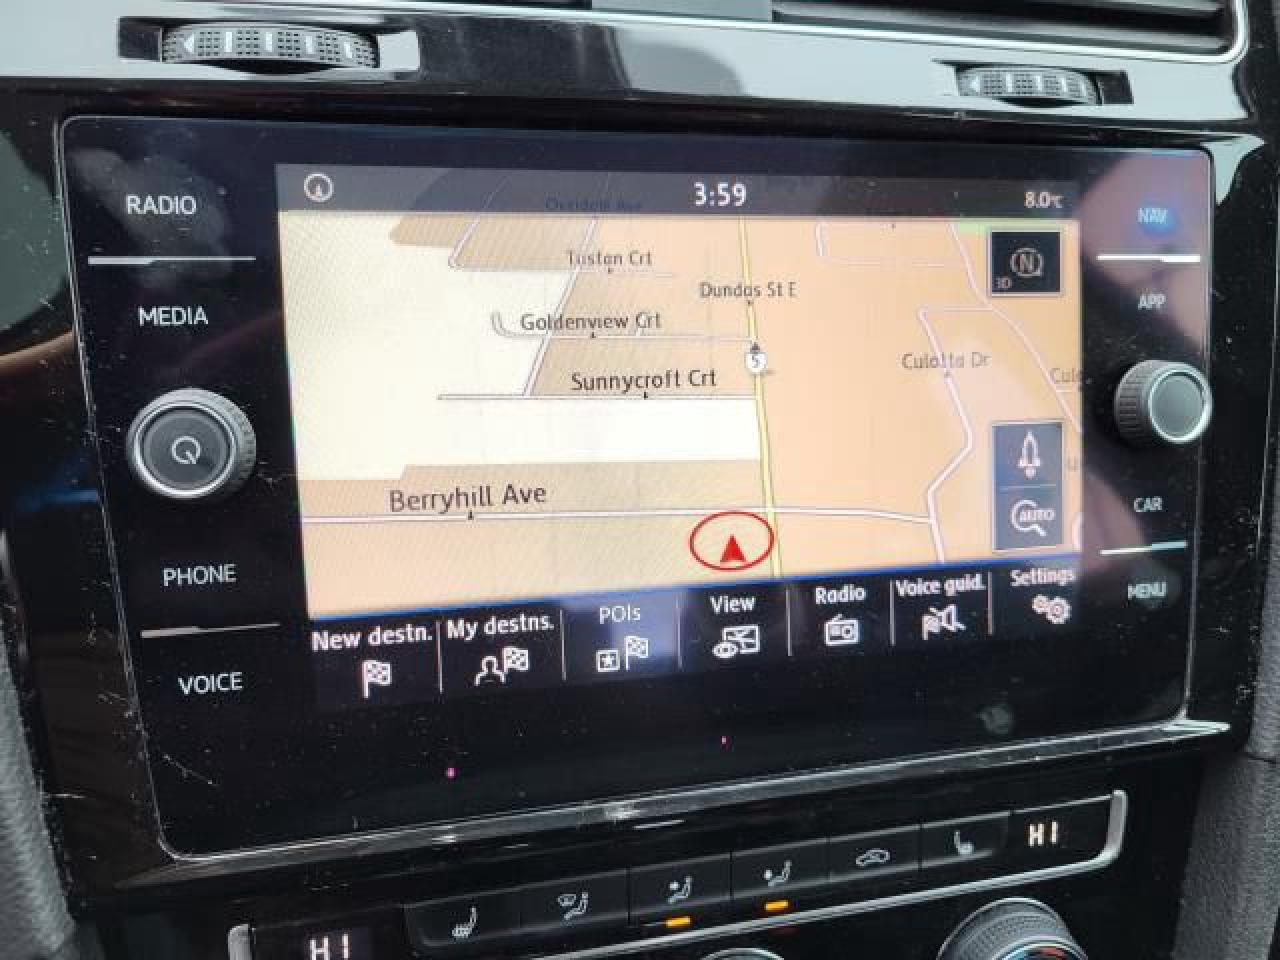 3:59
8.0°C
RADIO
NAV
Tuston Crt
3D
N
Dundas St E
MEDIA
APP
Goldenview Crt
5
Culotta Dr
Sunnycroft Crt
Berryhill Ave
AUTO
CAR
PHONE
MENU
New destn.
My destns.
POIs
View
Radio
Voice guid.
Settings
VOICE
HI
HI